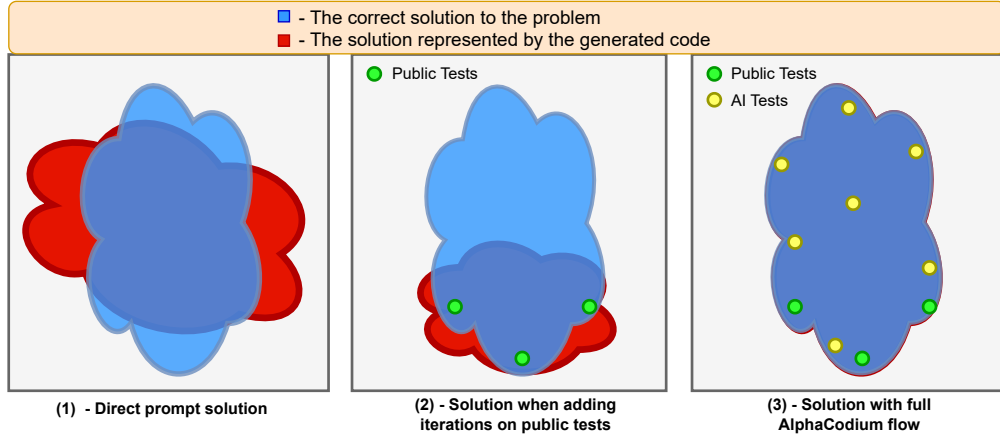 - The correct solution to the problem
- The solution represented by the generated code
Public Tests
Public Tests
AI Tests
(1) - Direct prompt solution
(2) - Solution when adding
iterations on public tests
(3) - Solution with full
AlphaCodium flow